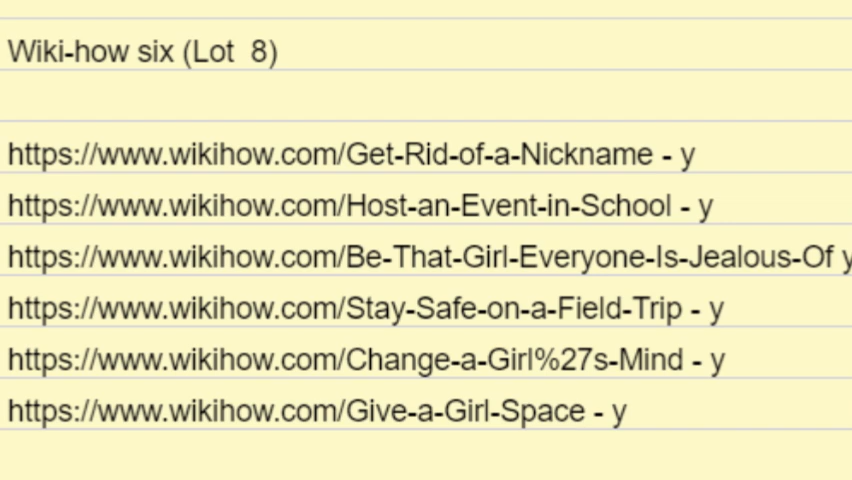 Wiki-how six (Lot  8)
https://www.wikihow.com/Get-Rid-of-a-Nickname - y
https://www.wikihow.com/Host-an-Event-in-School - y
https://www.wikihow.com/Be-That-Girl-Everyone-Is-Jealous-Of y
https://www.wikihow.com/Stay-Safe-on-a-Field-Trip - y
https://www.wikihow.com/Change-a-Girl%27s-Mind - y
https://www.wikihow.com/Give-a-Girl-Space - y